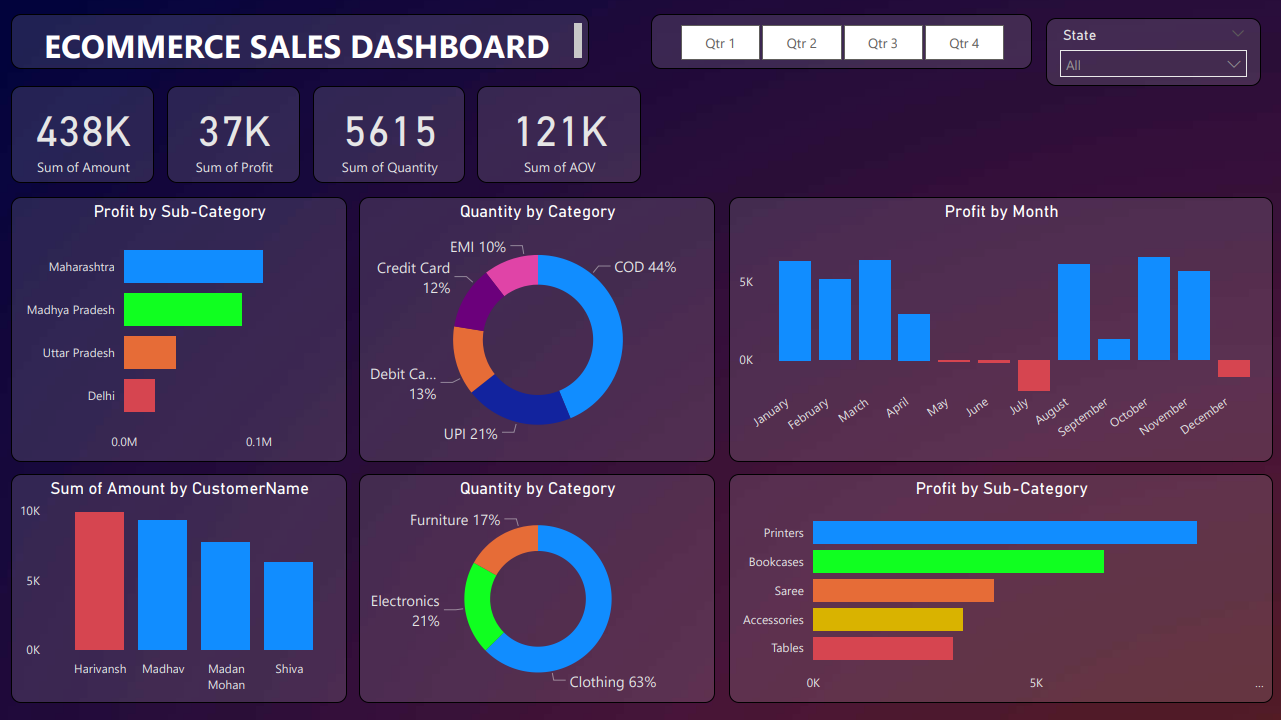 ECOMMERCE SALES DASHBOARD
Qtr 1
Qtr 2
Qtr 3
Qtr 4
State
All
438K
Sum of Amount
37K
Sum of Profit
5615
Sum of Quantity
121K
Sum of AOV
Profit by Sub-Category
Maharashtra
Madhya Pradesh
Uttar Pradesh
Delhi
0.0M
0.1M
Quantity by Category
EMI 10%
COD 44%
Credit Card
12%
Debit Ca...
13%
UPI 21%
Profit by Month
5K
0K
January
February
March
April
May
June
July
August
September
October
November
December
Sum of Amount by CustomerName
10K
5K
0K
Harivansh
Madhav
Madan
Mohan
Shiva
Quantity by Category
Furniture 17%
Electronics
21%
Clothing 63%
Profit by Sub-Category
Printers
Bookcases
Saree
Accessories
Tables
0K
5K
...